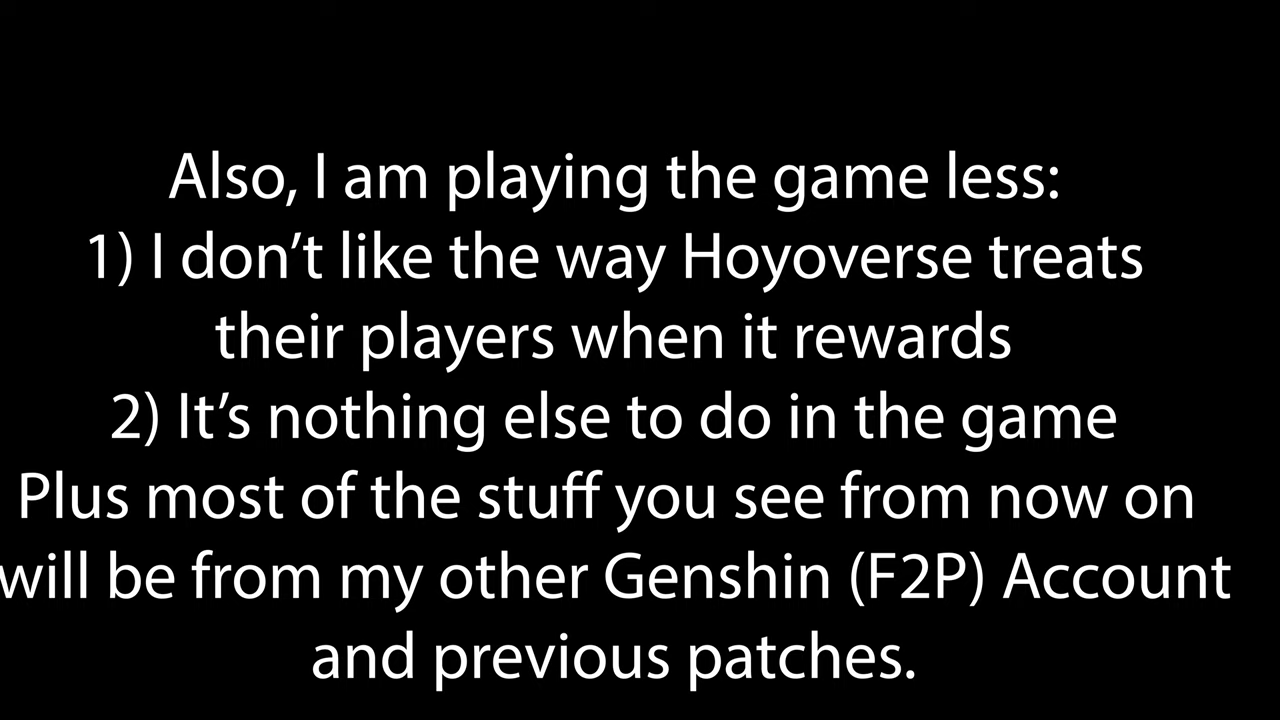 Also, I am playing the game less:
1) I don’t like the way Hoyoverse treats
their players when it rewards
2) It’s nothing else to do in the game
Plus most of the stuff you see from now on
will be from my other Genshin (F2P) Account
and previous patches.